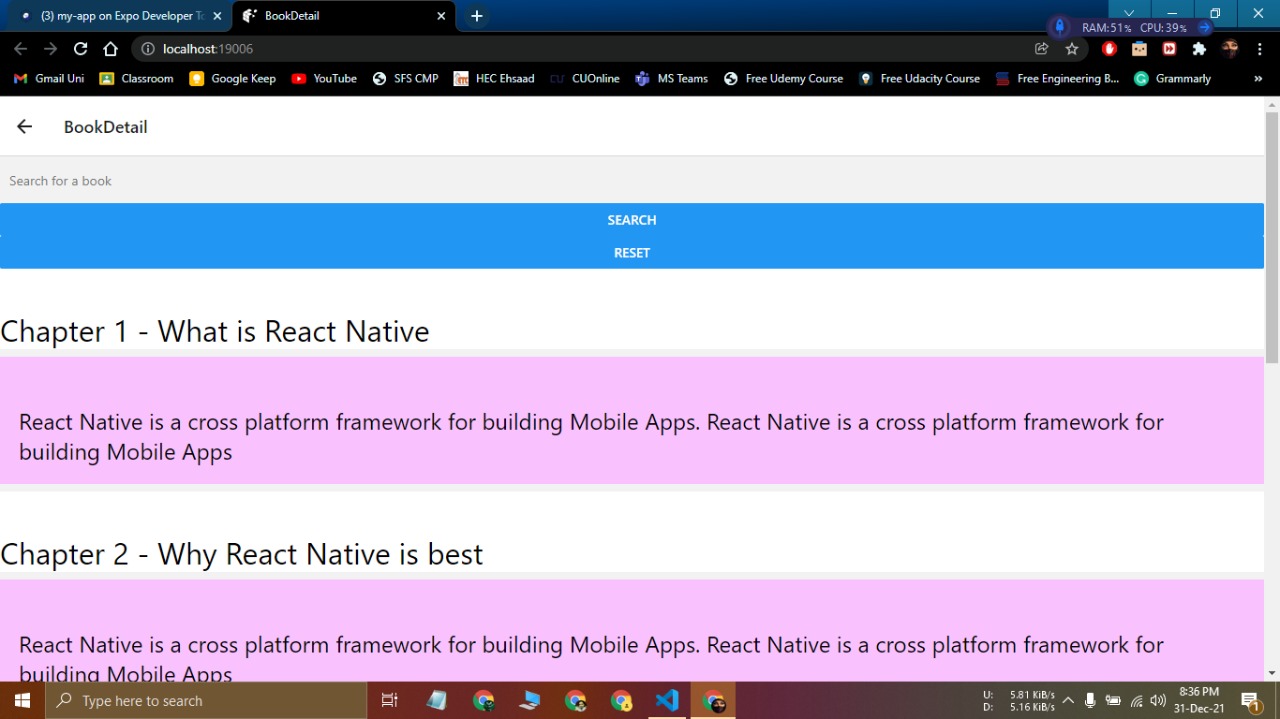 (3) my-app on Expo Developer To
BookDetail
RAM:51% CPU:39%
localhost:19006
Gmail Uni Classroom Google Keep YouTube SFS CMP HEC Ehsaad CUOnline MS Teams Free Udemy Course Free Udacity Course Free Engineering B... Grammarly »
BookDetail
Search for a book
SEARCH
RESET
Chapter 1 - What is React Native
React Native is a cross platform framework for building Mobile Apps. React Native is a cross platform framework for
building Mobile Apps
Chapter 2 - Why React Native is best
React Native is a cross platform framework for building Mobile Apps. React Native is a cross platform framework for
building Mobile Apps
Type here to search
U: 5.81 KiB/s
D: 5.16 KiB/s
8:36 PM
31-Dec-21
1